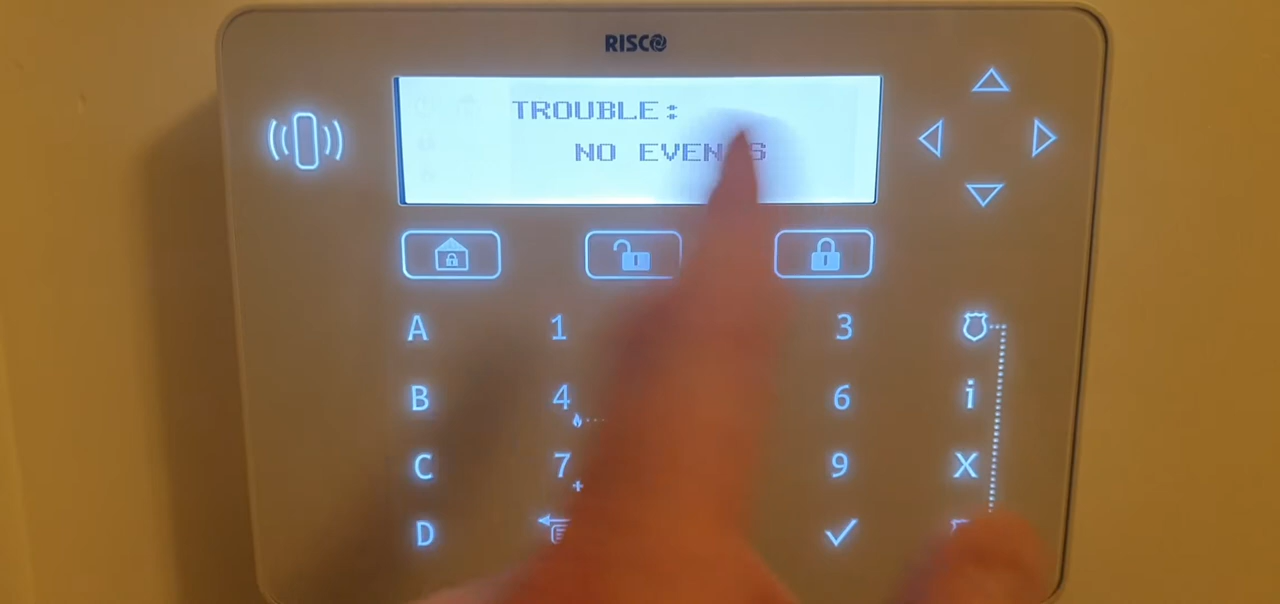 RISCO
TROUBLE:
NO EVENTS
A 1 3
B 4 6 i
C 7 9 X
D